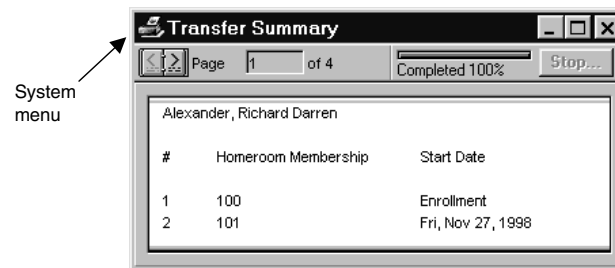 Transfer Summary
Page 1 of 4 Completed 100% Stop...
System
menu
Alexander, Richard Darren
# Homeroom Membership Start Date
1 100 Enrollment
2 101 Fri, Nov 27, 1998